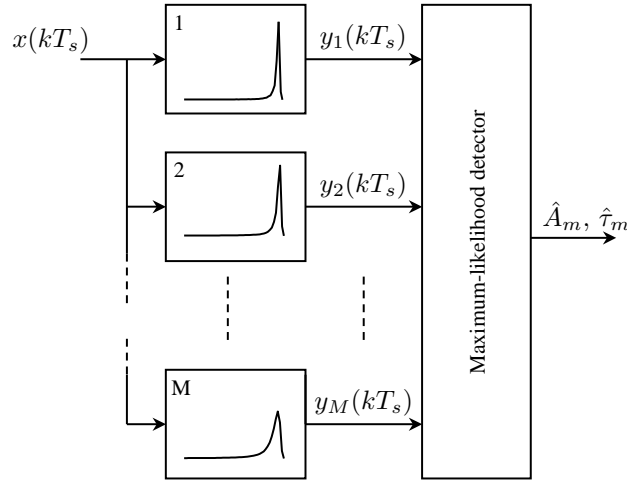 1
x(kT_s)
y_1(kT_s)
2
y_2(kT_s)
Maximum-likelihood detector
Â_m, τ̂_m
M
y_M(kT_s)